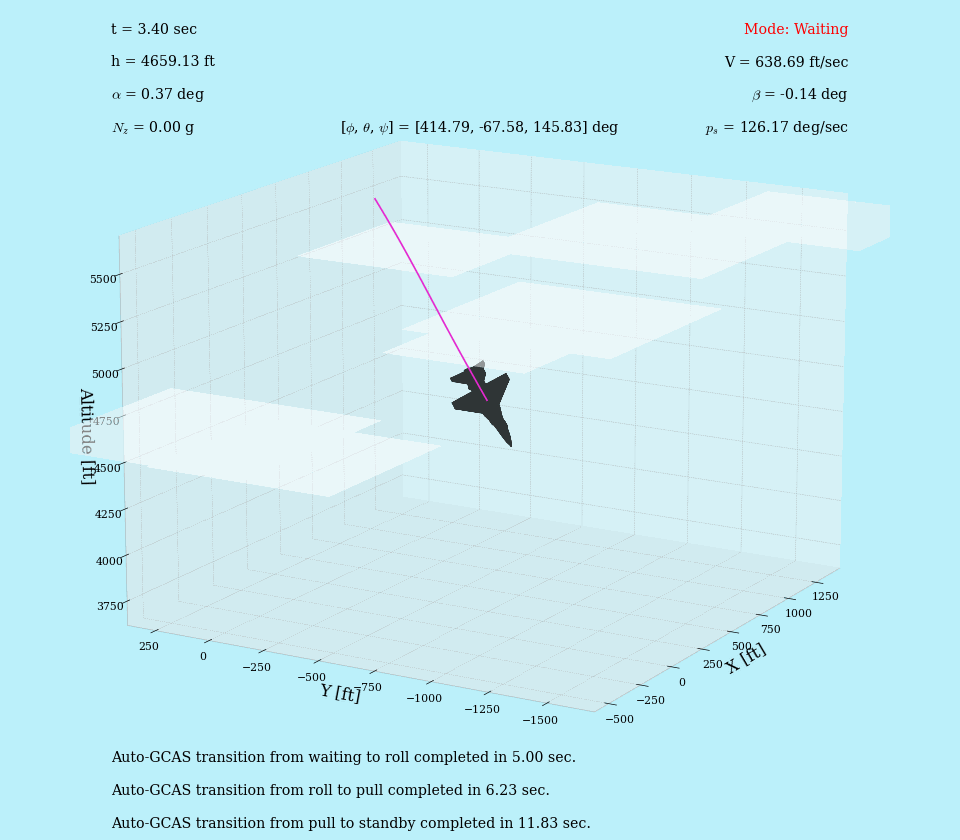 t = 3.40 sec
Mode: Waiting
h = 4659.13 ft
V = 638.69 ft/sec
α = 0.37 deg
β = -0.14 deg
N_z = 0.00 g
[ϕ, θ, ψ] = [414.79, -67.58, 145.83] deg
p_s = 126.17 deg/sec
5500
5250
5000
4750
4500
4250
4000
3750
Altitude [ft]
250
0
−250
−500
−750
−1000
−1250
−1500
Y [ft]
−500
−250
0
250
500
750
1000
1250
X [ft]
Auto-GCAS transition from waiting to roll completed in 5.00 sec.
Auto-GCAS transition from roll to pull completed in 6.23 sec.
Auto-GCAS transition from pull to standby completed in 11.83 sec.